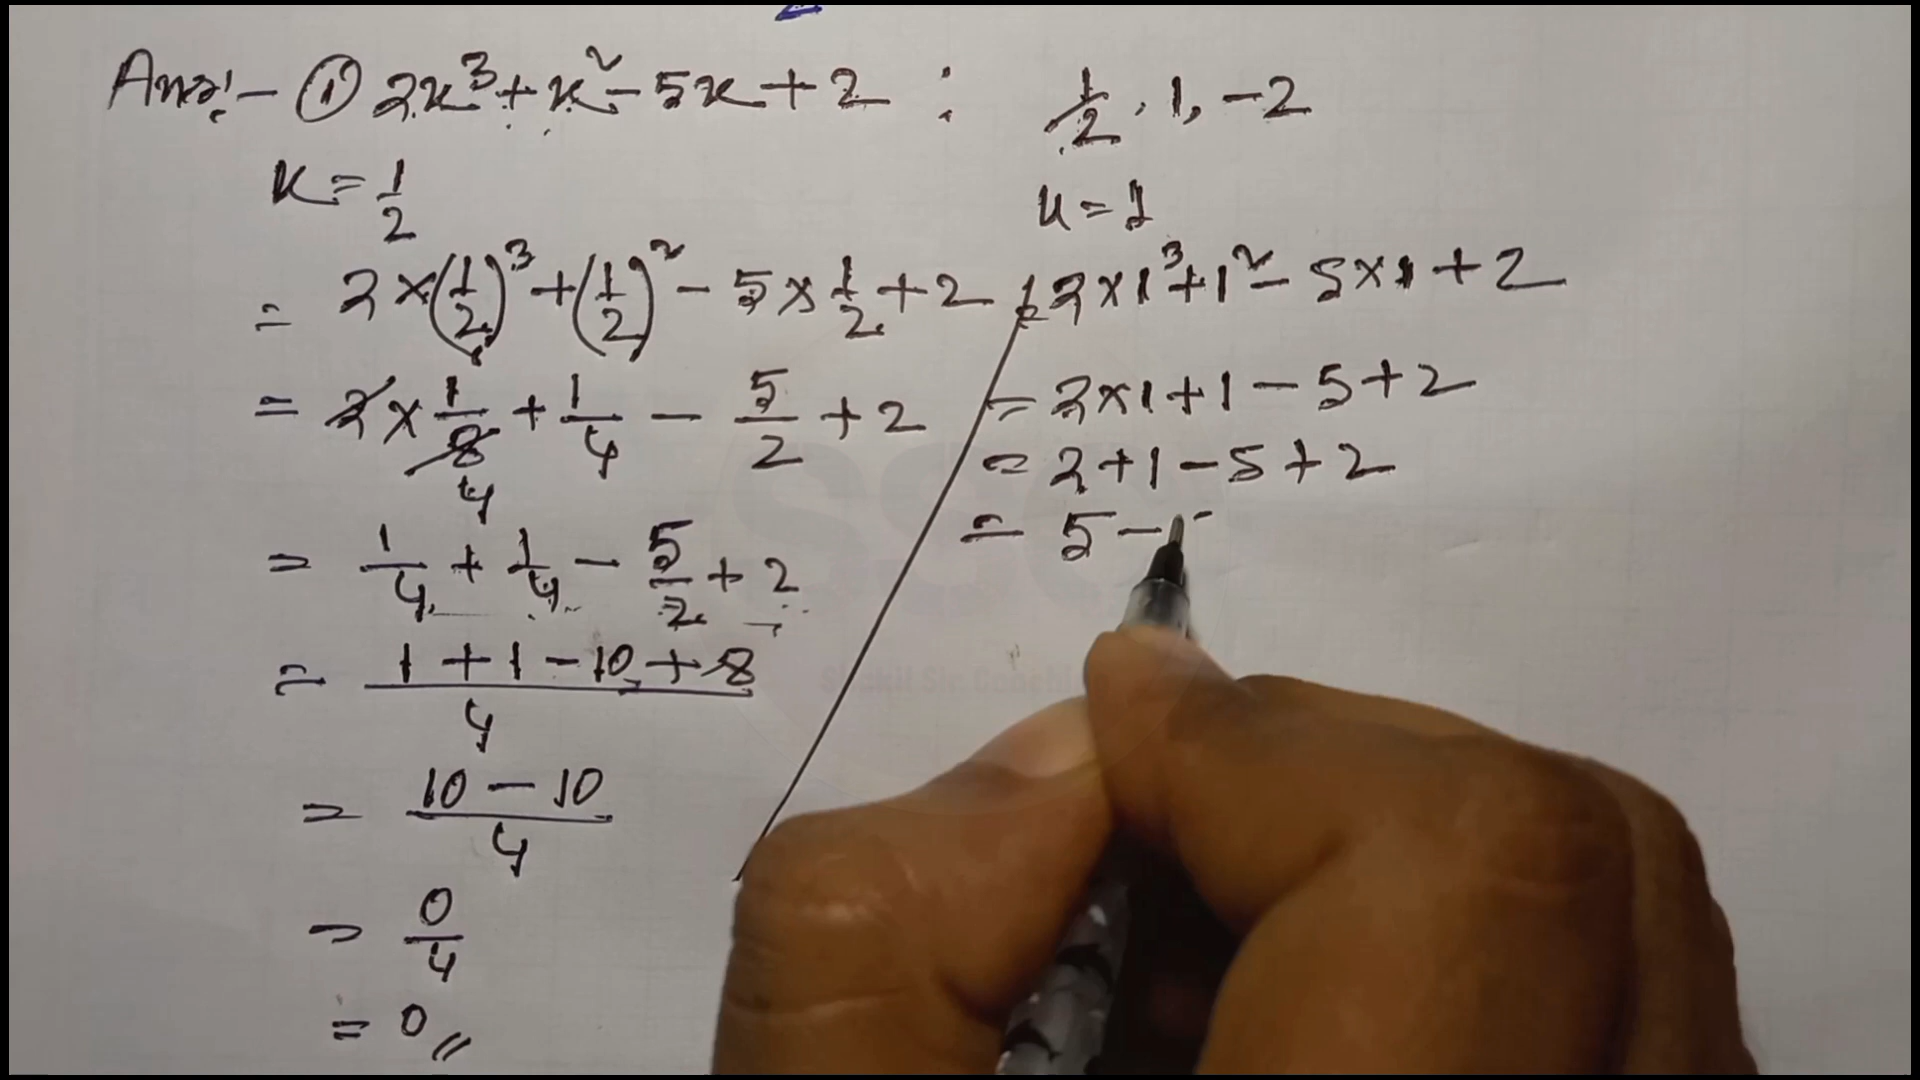 Ans:- ① 2x³ + x² - 5x + 2 : 1/2, 1, -2
x = 1/2
= 2 × (1/2)³ + (1/2)² - 5 × 1/2 + 2
= 2 × 1/8 + 1/4 - 5/2 + 2
4
= 1/4 + 1/4 - 5/2 + 2
= 1 + 1 - 10 + 8 / 4
= 10 - 10 / 4
= 0/4
= 0 //
x = 1
2 × 1³ + 1² - 5 × 1 + 2
= 2 × 1 + 1 - 5 + 2
= 2 + 1 - 5 + 2
= 5 -